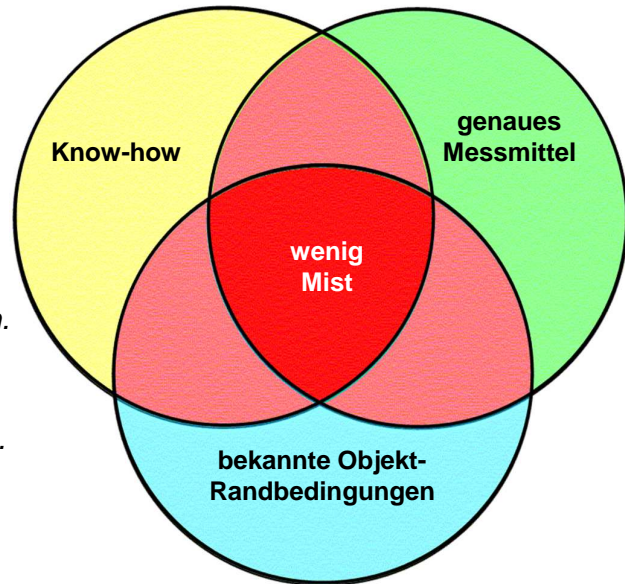 Know-how
genaues
Messmittel
wenig
Mist
n.
.
bekannte Objekt-
Randbedingungen